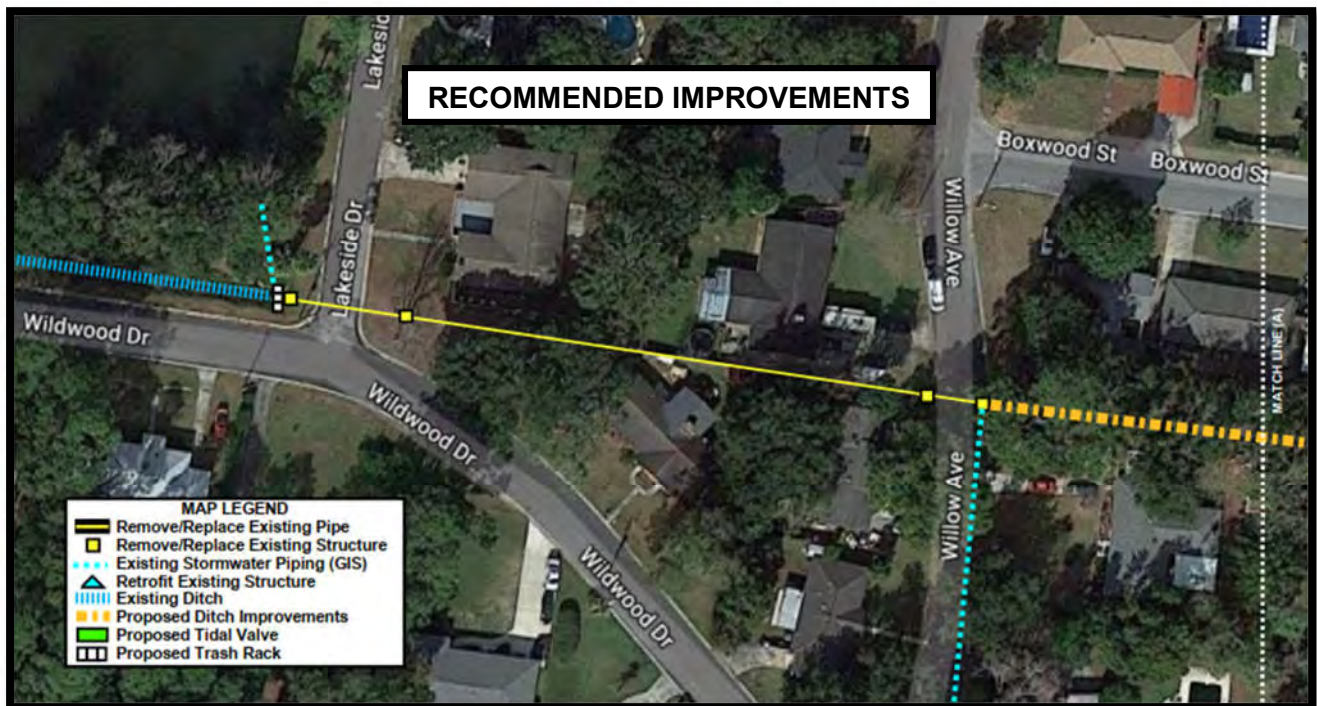 RECOMMENDED IMPROVEMENTS
Lakesid
Boxwood St
Boxwood S
Willow Ave
Lakeside Dr
Wildwood Dr
MATCH LINE (A)
Wildwood Dr
Willow Ave
Wildwood Dr
MAP LEGEND
Remove/Replace Existing Pipe
Remove/Replace Existing Structure
Existing Stormwater Piping (GIS)
Retrofit Existing Structure
Existing Ditch
Proposed Ditch Improvements
Proposed Tidal Valve
Proposed Trash Rack